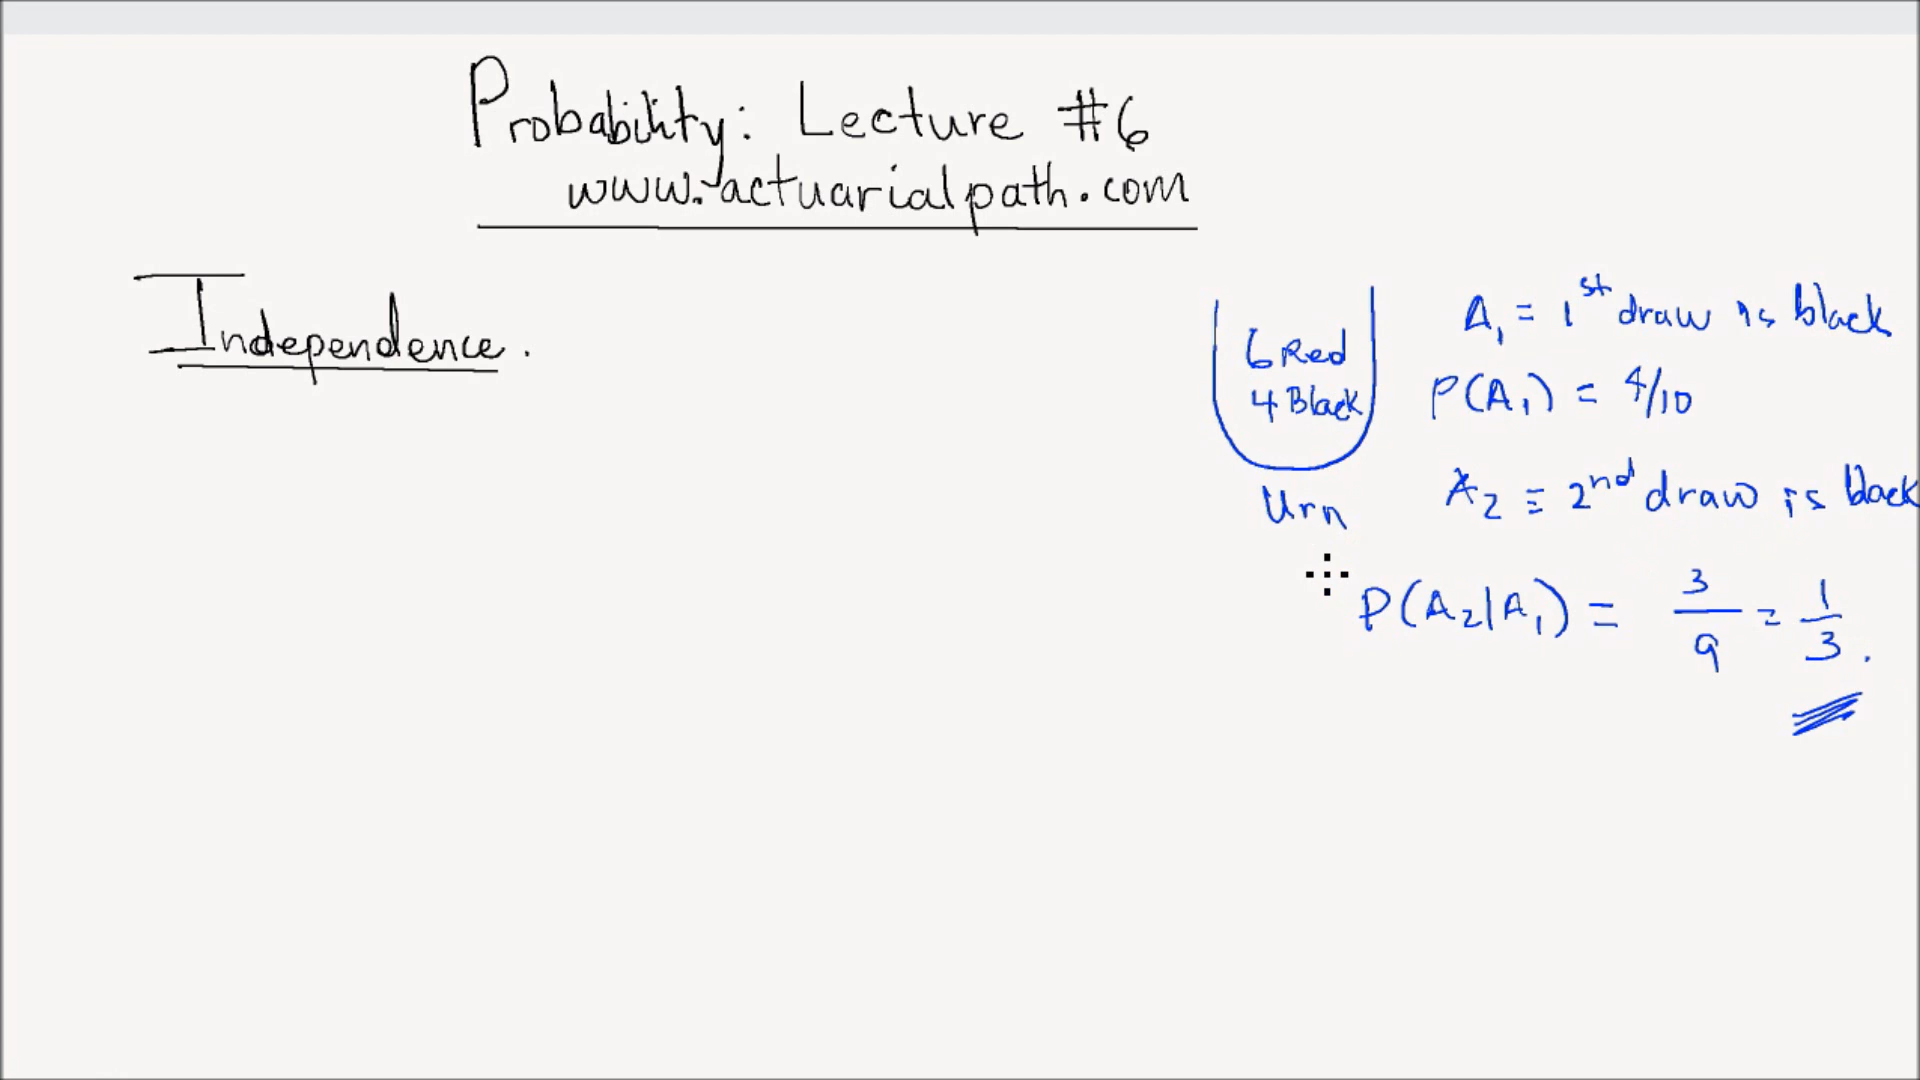 Probability: Lecture #6
www.actuarialpath.com
Independence.
6 Red
4 Black
Urn
A₁ = 1ˢᵗ draw is black
P(A₁) = 4/10
A₂ ≡ 2ⁿᵈ draw is black
P(A₂|A₁) = 3/9 = 1/3.